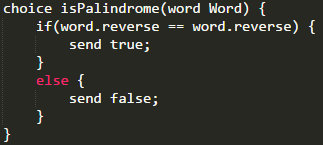 choice isPalindrome(word Word) {
if(word.reverse == word.reverse) {
send true;
}
else {
send false;
}
}